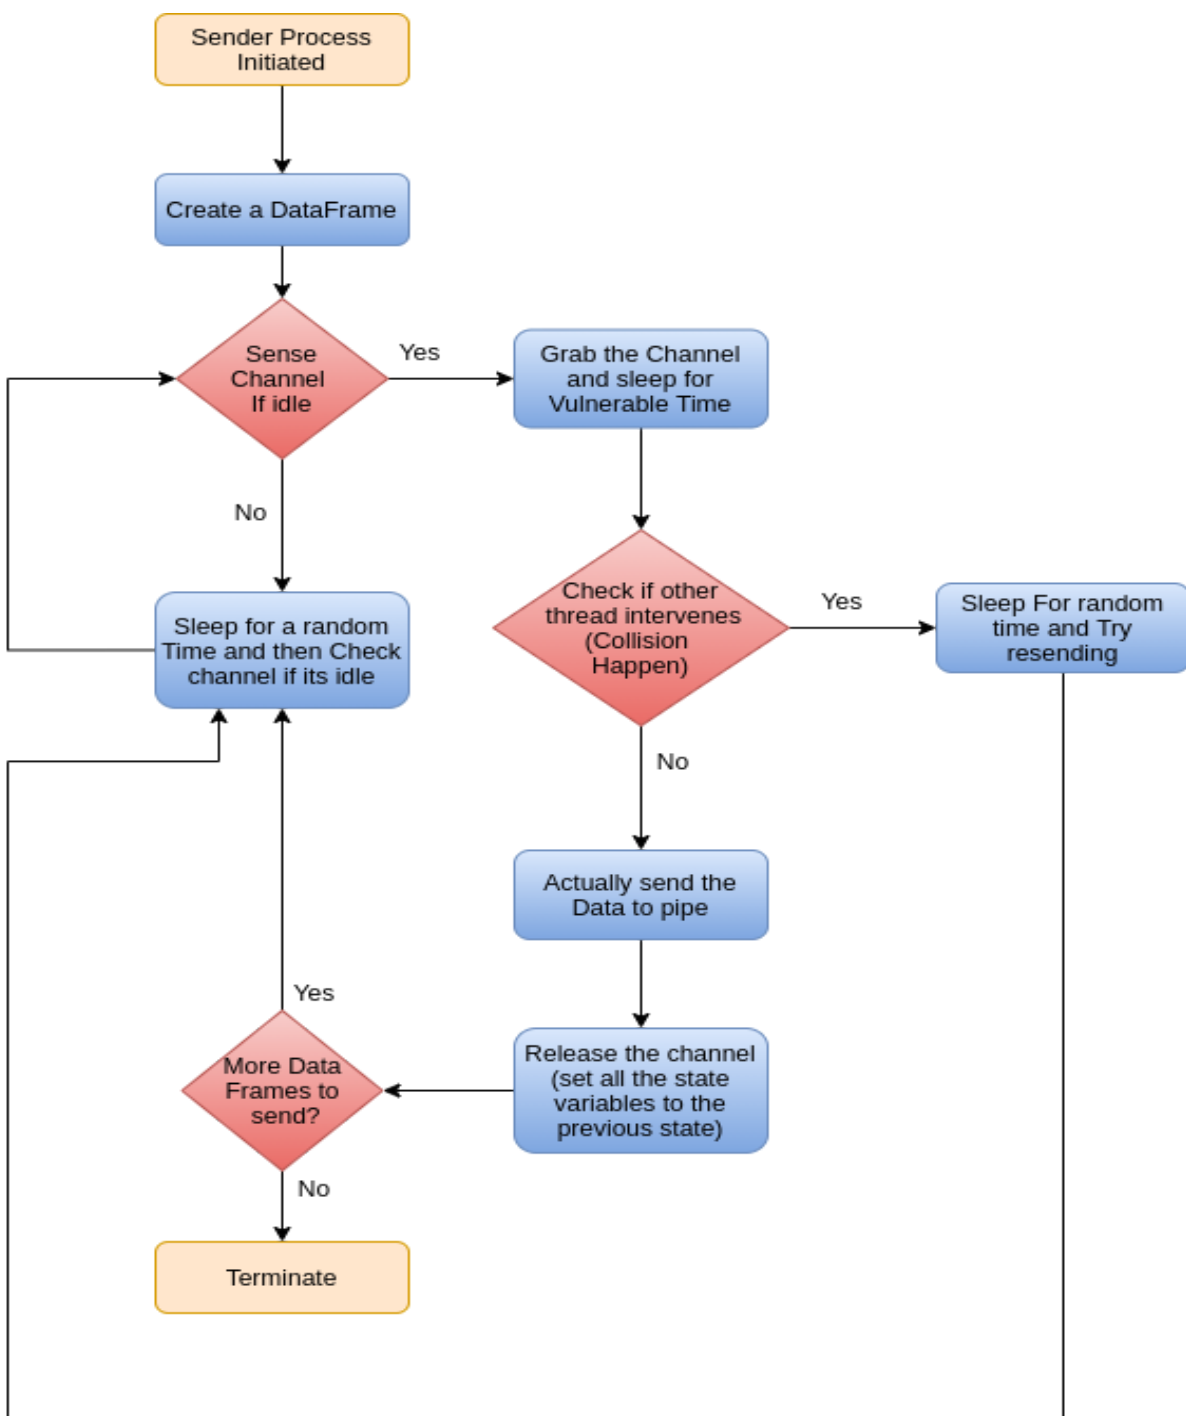 Sender Process
Initiated
Create a DataFrame
Sense
Channel
If idle
Yes
Grab the Channel
and sleep for
Vulnerable Time
No
Sleep for a random
Time and then Check
channel if its idle
Check if other
thread intervenes
(Collision
Happen)
Yes
Sleep For random
time and Try
resending
No
Actually send the
Data to pipe
Release the channel
(set all the state
variables to the
previous state)
Yes
More Data
Frames to
send?
No
Terminate